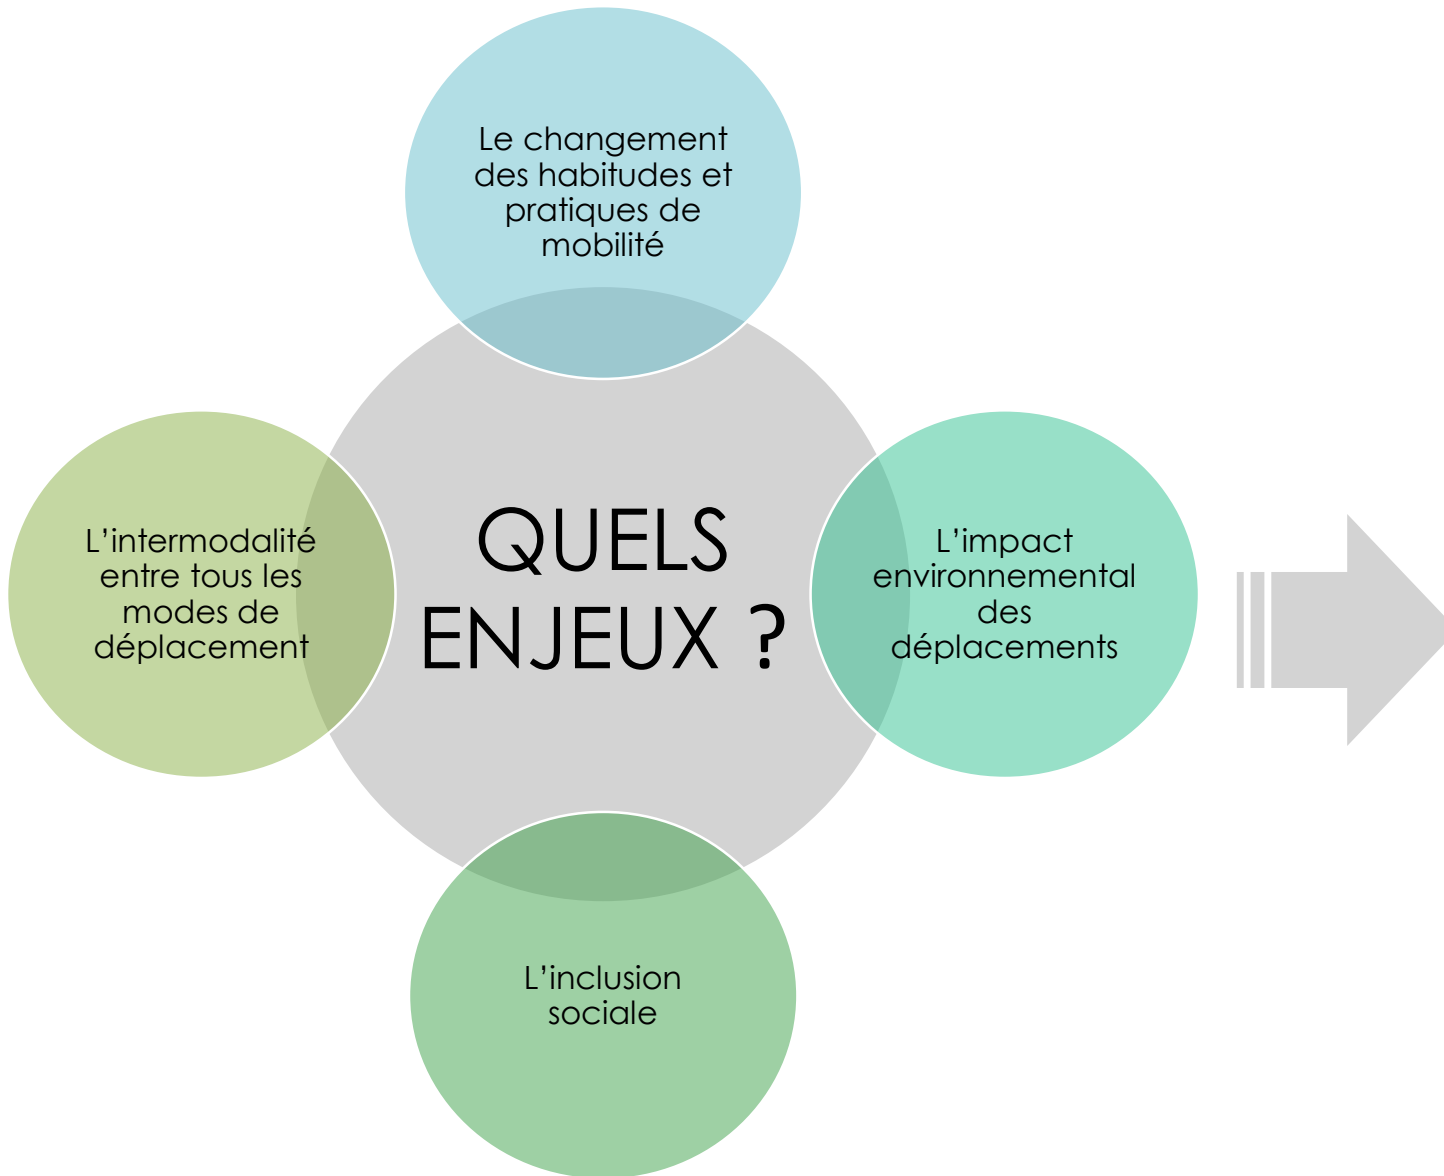 Le changement
des habitudes et
pratiques de
mobilité
L'intermodalité
entre tous les
modes de
déplacement
QUELS
ENJEUX ?
L'impact
environnemental
des
déplacements
L'inclusion
sociale